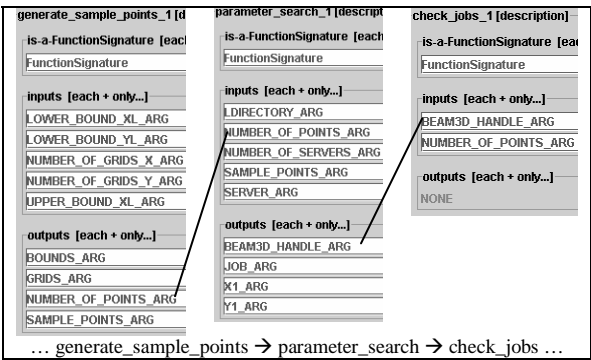 generate_sample_points_1 [d
is-a-FunctionSignature [eac
FunctionSignature
inputs [each + only...]
LOWER_BOUND_XL_ARG
LOWER_BOUND_YL_ARG
NUMBER_OF_GRIDS_X_ARG
NUMBER_OF_GRIDS_Y_ARG
UPPER_BOUND_XL_ARG
outputs [each + only...]
BOUNDS_ARG
GRIDS_ARG
NUMBER_OF_POINTS_ARG
SAMPLE_POINTS_ARG
parameter_search_1 [descript
is-a-FunctionSignature [each
FunctionSignature
inputs [each + only...]
LDIRECTORY_ARG
NUMBER_OF_POINTS_ARG
NUMBER_OF_SERVERS_ARG
SAMPLE_POINTS_ARG
SERVER_ARG
outputs [each + only...]
BEAM3D_HANDLE_ARG
JOB_ARG
X1_ARG
Y1_ARG
check_jobs_1 [description]
is-a-FunctionSignature [ea
FunctionSignature
inputs [each + only...]
BEAM3D_HANDLE_ARG
NUMBER_OF_POINTS_ARG
outputs [each + only...]
NONE
… generate_sample_points → parameter_search → check_jobs …